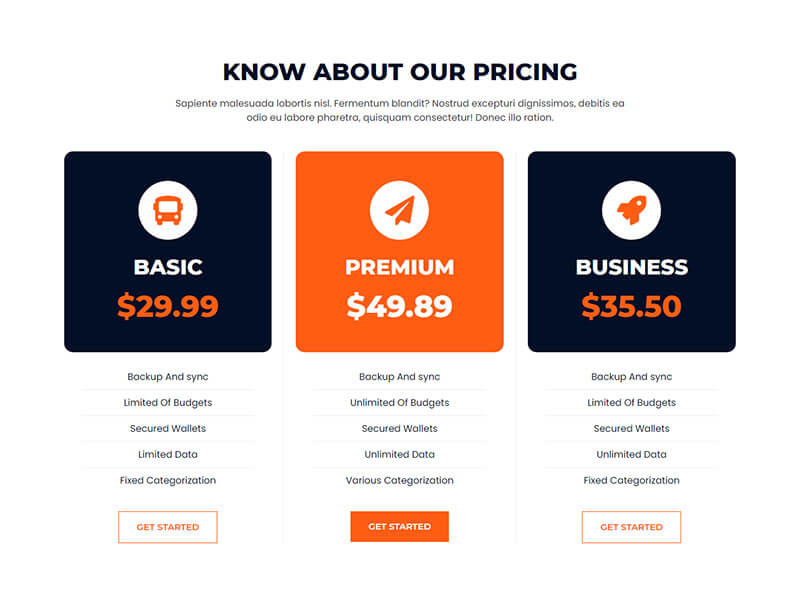 KNOW ABOUT OUR PRICING
Sapiente malesuada lobortis nisl. Fermentum blandit? Nostrud excepturi dignissimos, debitis ea
odio eu labore pharetra, quisquam consectetur! Donec illo ration.
BASIC
$29.99
Backup And sync
Limited Of Budgets
Secured Wallets
Limited Data
Fixed Categorization
GET STARTED
PREMIUM
$49.89
Backup And sync
Unlimited Of Budgets
Secured Wallets
Unlimited Data
Various Categorization
GET STARTED
BUSINESS
$35.50
Backup And sync
Limited Of Budgets
Secured Wallets
Unlimited Data
Fixed Categorization
GET STARTED